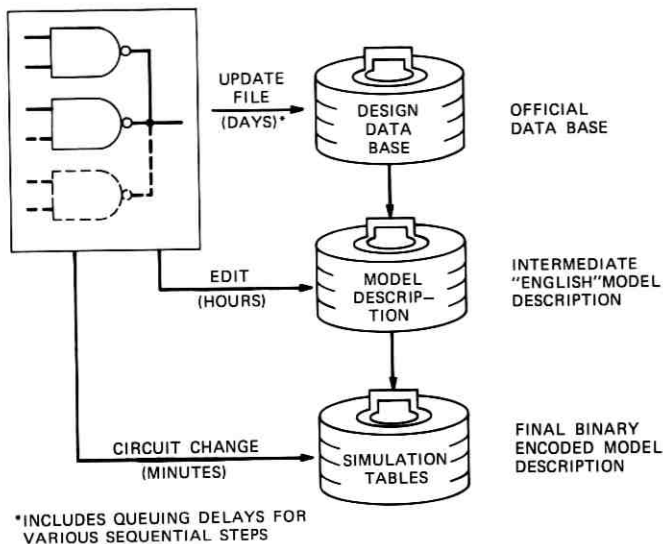 UPDATE
FILE
(DAYS)*
DESIGN
DATA
BASE
OFFICIAL
DATA BASE
EDIT
(HOURS)
MODEL
DESCRIP–
TION
INTERMEDIATE
"ENGLISH"MODEL
DESCRIPTION
CIRCUIT CHANGE
(MINUTES)
SIMULATION
TABLES
FINAL BINARY
ENCODED MODEL
DESCRIPTION
*INCLUDES QUEUING DELAYS FOR
VARIOUS SEQUENTIAL STEPS